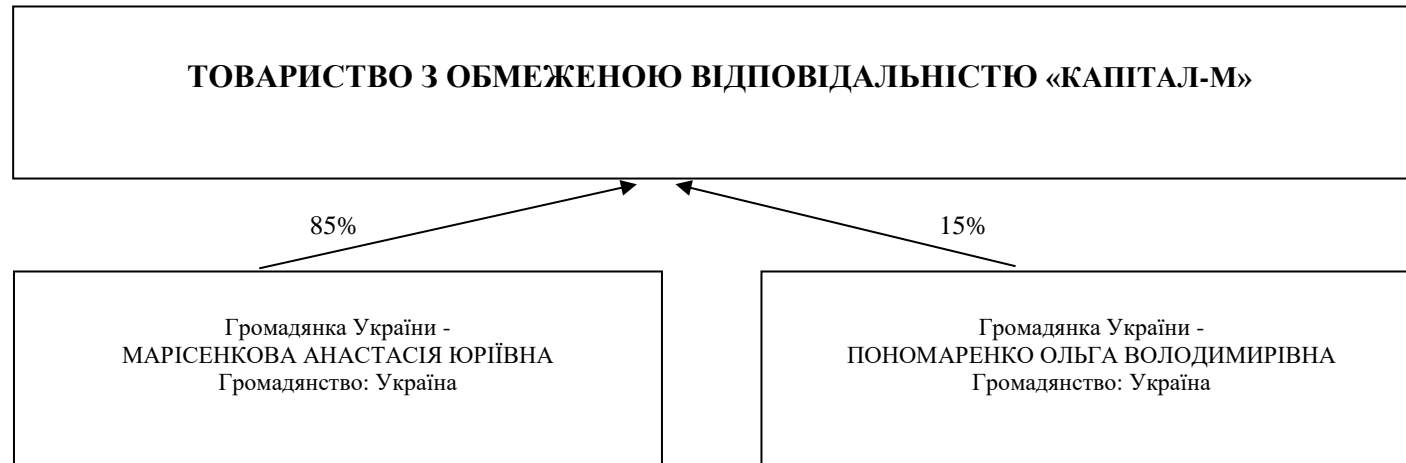 ТОВАРИСТВО З ОБМЕЖЕНОЮ ВІДПОВІДАЛЬНІСТЮ «КАПІТАЛ-М»
85%
15%
Громадянка України -
МАРІСЕНКОВА АНАСТАСІЯ ЮРІЇВНА
Громадянство: Україна
Громадянка України -
ПОНОМАРЕНКО ОЛЬГА ВОЛОДИМИРІВНА
Громадянство: Україна